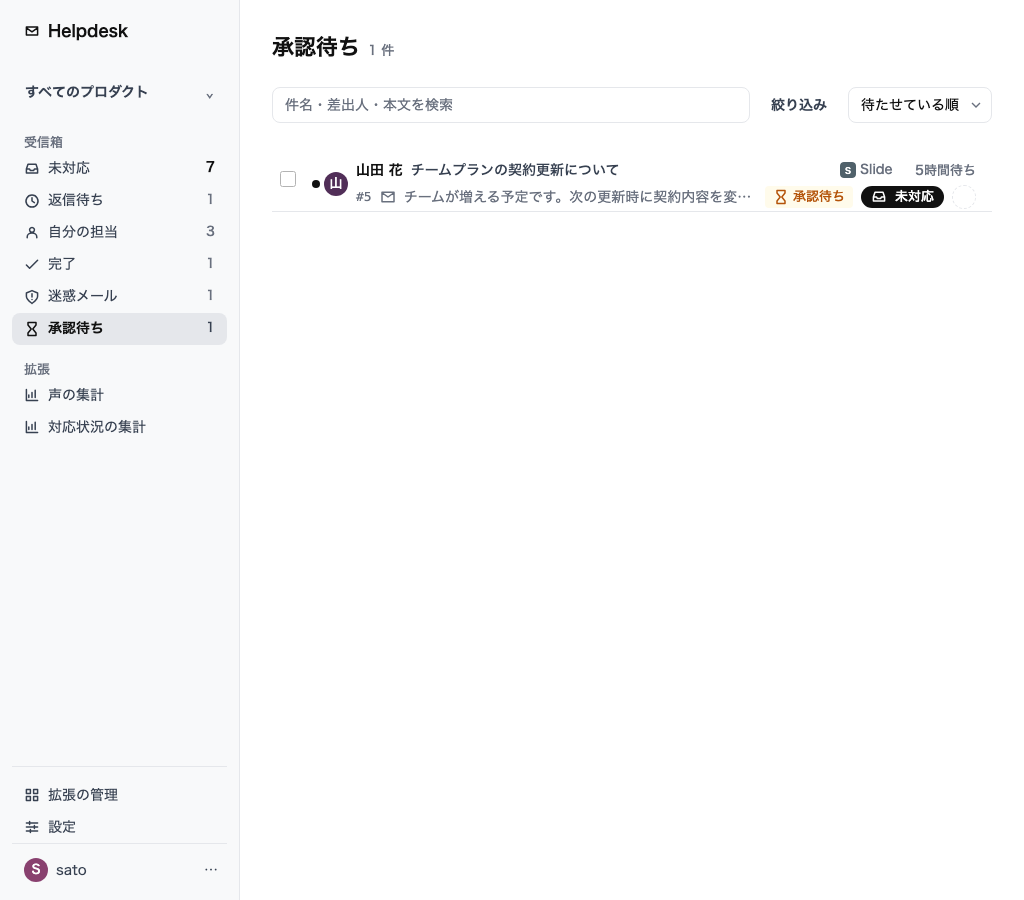 Helpdesk
すべてのプロダクト
受信箱
未対応 7
返信待ち 1
自分の担当 3
完了 1
迷惑メール 1
承認待ち 1
拡張
声の集計
対応状況の集計
拡張の管理
設定
S sato ...
承認待ち 1 件
件名・差出人・本文を検索 絞り込み 待たせている順
山 山田 花 チームプランの契約更新について S Slide 5時間待ち
#5 チームが増える予定です。次の更新時に契約内容を変… 承認待ち 未対応